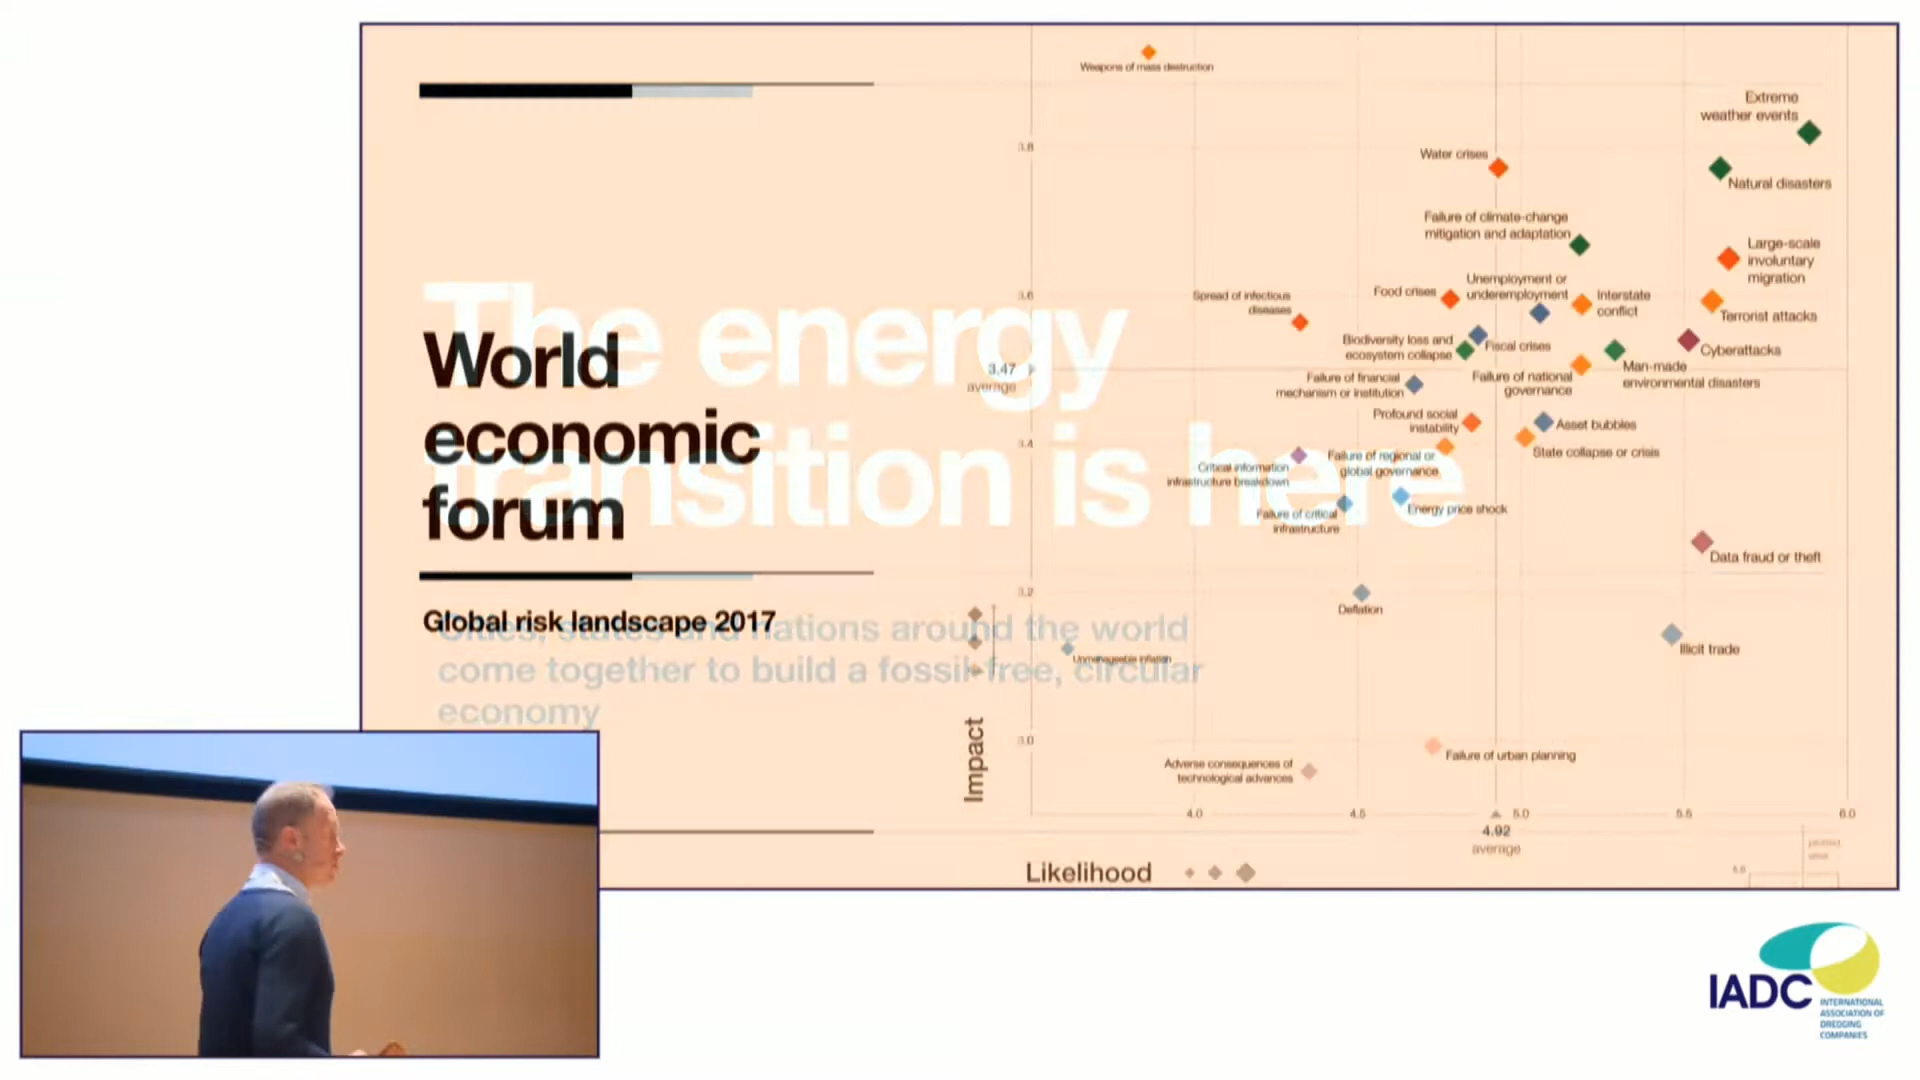 World
economic
forum
Global risk landscape 2017
The energy
transition is here
Cities, states and nations around the world
come together to build a fossil-free, circular
economy
Weapons of mass destruction
Extreme
weather events
3.8
Water crises
Natural disasters
Failure of climate-change
mitigation and adaptation
Large-scale
involuntary
migration
Unemployment or
underemployment
Food crises
3.6
Spread of infectious
diseases
Interstate
conflict
Terrorist attacks
Biodiversity loss and
ecosystem collapse
Fiscal crises
Cyberattacks
3.47
average
Man-made
environmental disasters
Failure of financial
mechanism or institution
Failure of national
governance
Profound social
instability
Asset bubbles
3.4
State collapse or crisis
Failure of regional or
global governance
Critical information
infrastructure breakdown
Energy price shock
Failure of critical
infrastructure
Data fraud or theft
3.2
Deflation
Illicit trade
Unmanageable inflation
Impact
3.0
Failure of urban planning
Adverse consequences of
technological advances
4.0
4.5
5.0
5.5
6.0
4.92
average
Likelihood
IADC
INTERNATIONAL
ASSOCIATION OF
DREDGING
COMPANIES